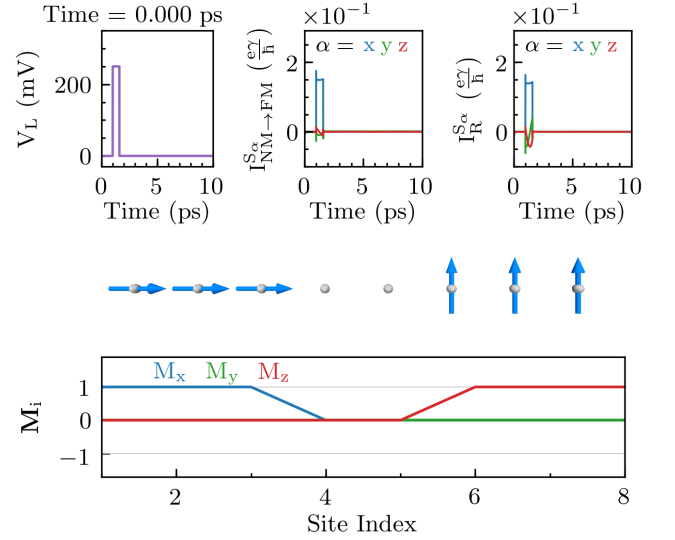 Time = 0.000 ps
V_L (mV)
200
0
0 5 10
Time (ps)
×10⁻¹
I^{S_α}_{NM→FM} (eγ/ħ)
α = x y z
2
0
0 5 10
Time (ps)
×10⁻¹
I^{S_α}_R (eγ/ħ)
α = x y z
2
0
0 5 10
Time (ps)
M_x M_y M_z
M_i
1
0
−1
2 4 6 8
Site Index